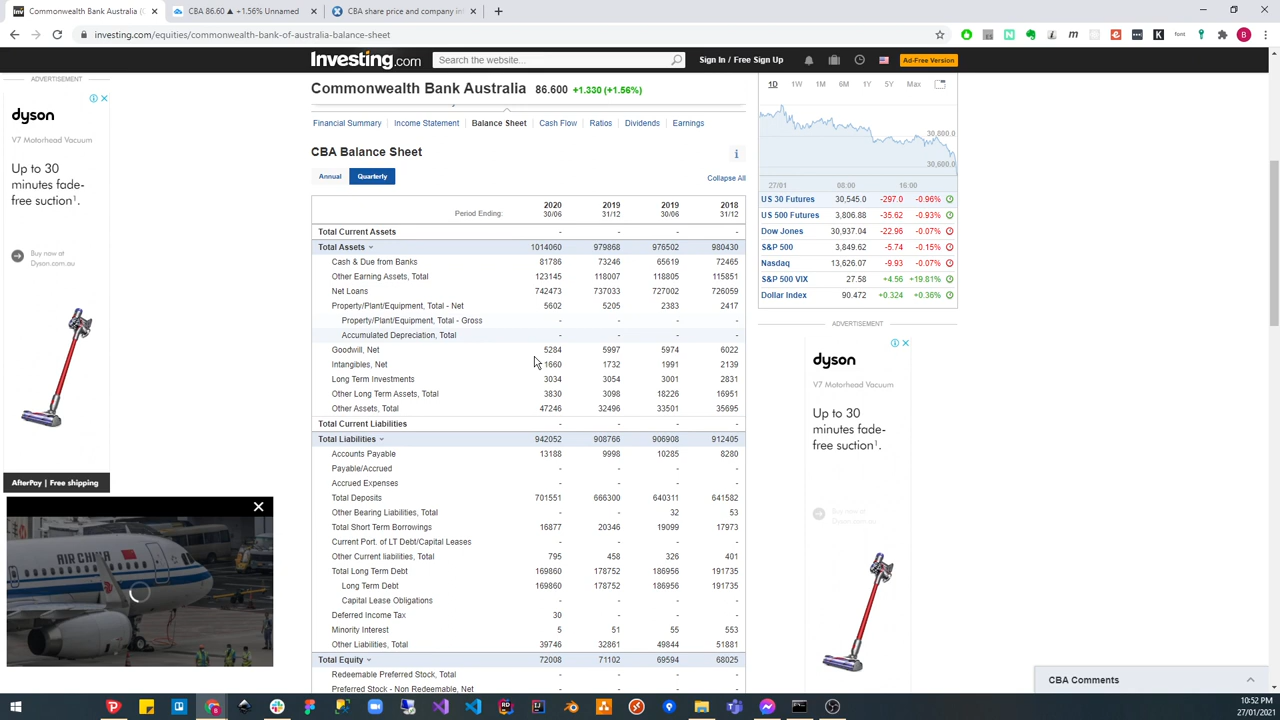 Commonwealth Bank Australia (C
CBA 86.60 ▲ +1.56% Unnamed
CBA share price and company in
investing.com/equities/commonwealth-bank-of-australia-balance-sheet
Investing.com
Search the website...
Sign In / Free Sign Up
Ad-Free Version
ADVERTISEMENT
Commonwealth Bank Australia 86.600 +1.330 (+1.56%)
Financial Summary Income Statement Balance Sheet Cash Flow Ratios Dividends Earnings
CBA Balance Sheet
Annual Quarterly
Collapse All
Period Ending: 2020 30/06 2019 31/12 2019 30/06 2018 31/12
Total Current Assets - - - -
Total Assets 1014060 979868 976502 980430
Cash & Due from Banks 81786 73246 65619 72465
Other Earning Assets, Total 123145 118007 118805 115851
Net Loans 742473 737033 727002 726059
Property/Plant/Equipment, Total - Net 5602 5205 2383 2417
Property/Plant/Equipment, Total - Gross - - - -
Accumulated Depreciation, Total - - - -
Goodwill, Net 5284 5997 5974 6022
Intangibles, Net 1660 1732 1991 2139
Long Term Investments 3034 3054 3001 2831
Other Long Term Assets, Total 3830 3098 18226 16951
Other Assets, Total 47246 32496 33501 35695
Total Current Liabilities - - - -
Total Liabilities 942052 908766 906908 912405
Accounts Payable 13188 9998 10285 8280
Payable/Accrued - - - -
Accrued Expenses - - - -
Total Deposits 701551 666300 640311 641582
Other Bearing Liabilities, Total - - 32 53
Total Short Term Borrowings 16877 20346 19099 17973
Current Port. of LT Debt/Capital Leases - - - -
Other Current liabilities, Total 795 458 326 401
Total Long Term Debt 169860 178752 186956 191735
Long Term Debt 169860 178752 186956 191735
Capital Lease Obligations - - - -
Deferred Income Tax 30 - - -
Minority Interest 5 51 55 553
Other Liabilities, Total 39746 32861 49844 51881
Total Equity 72008 71102 69594 68025
Redeemable Preferred Stock, Total - - - -
Preferred Stock - Non Redeemable, Net - - - -
1D 1W 1M 6M 1Y 5Y Max
30,800.0
30,600.0
27/01 08:00 16:00
US 30 Futures 30,545.0 -297.0 -0.96%
US 500 Futures 3,806.88 -35.62 -0.93%
Dow Jones 30,937.04 -22.96 -0.07%
S&P 500 3,849.62 -5.74 -0.15%
Nasdaq 13,626.07 -9.93 -0.07%
S&P 500 VIX 27.58 +4.56 +19.81%
Dollar Index 90.472 +0.324 +0.36%
ADVERTISEMENT
dyson
V7 Motorhead Vacuum
Up to 30
minutes fade-
free suction¹.
Buy now at
Dyson.com.au
AfterPay | Free shipping
AIR CHINA
dyson
V7 Motorhead Vacuum
Up to 30
minutes fade-
free suction¹.
Buy now at
Dyson.com.au
CBA Comments
10:52 PM
27/01/2021